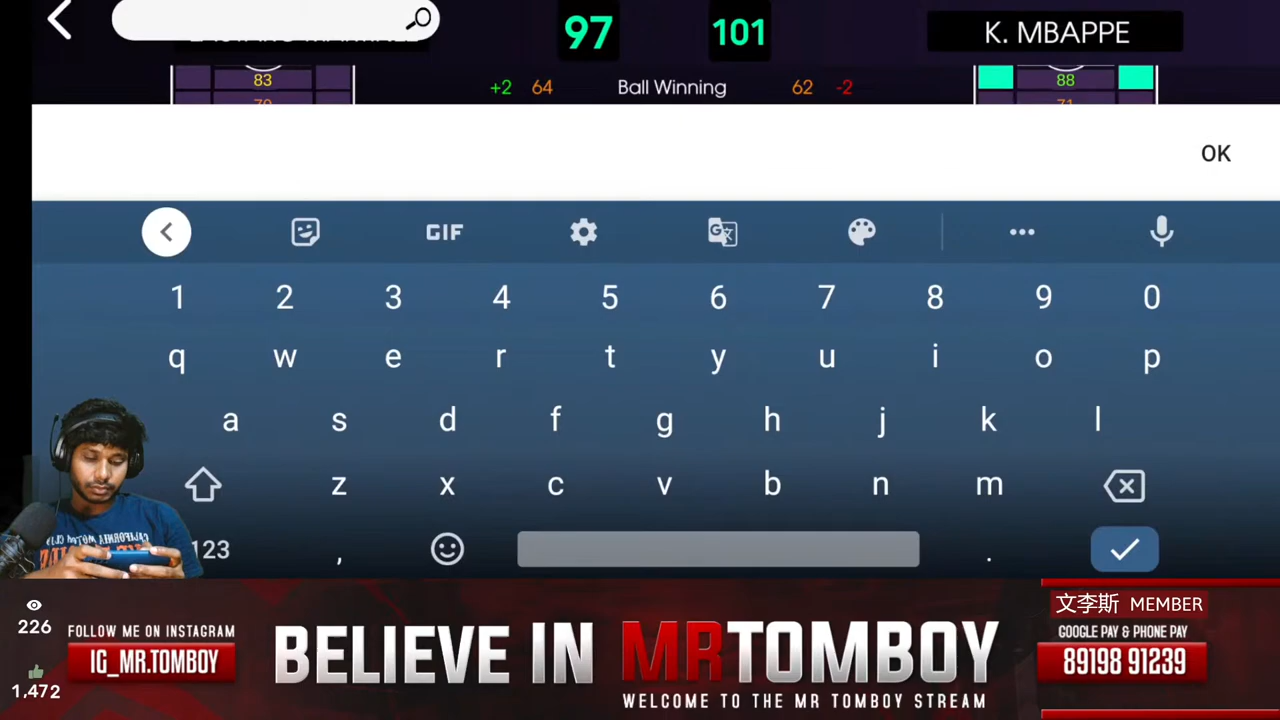 97
101
K. MBAPPE
83
88
+2 64 Ball Winning 62 -2
OK
GIF
1 2 3 4 5 6 7 8 9 0
q w e r t y u i o p
a s d f g h j k l
z x c v b n m
123 , .
226
1,472
FOLLOW ME ON INSTAGRAM
IG_MR.TOMBOY
BELIEVE IN MRTOMBOY
WELCOME TO THE MR TOMBOY STREAM
文李斯 MEMBER
GOOGLE PAY & PHONE PAY
89198 91239